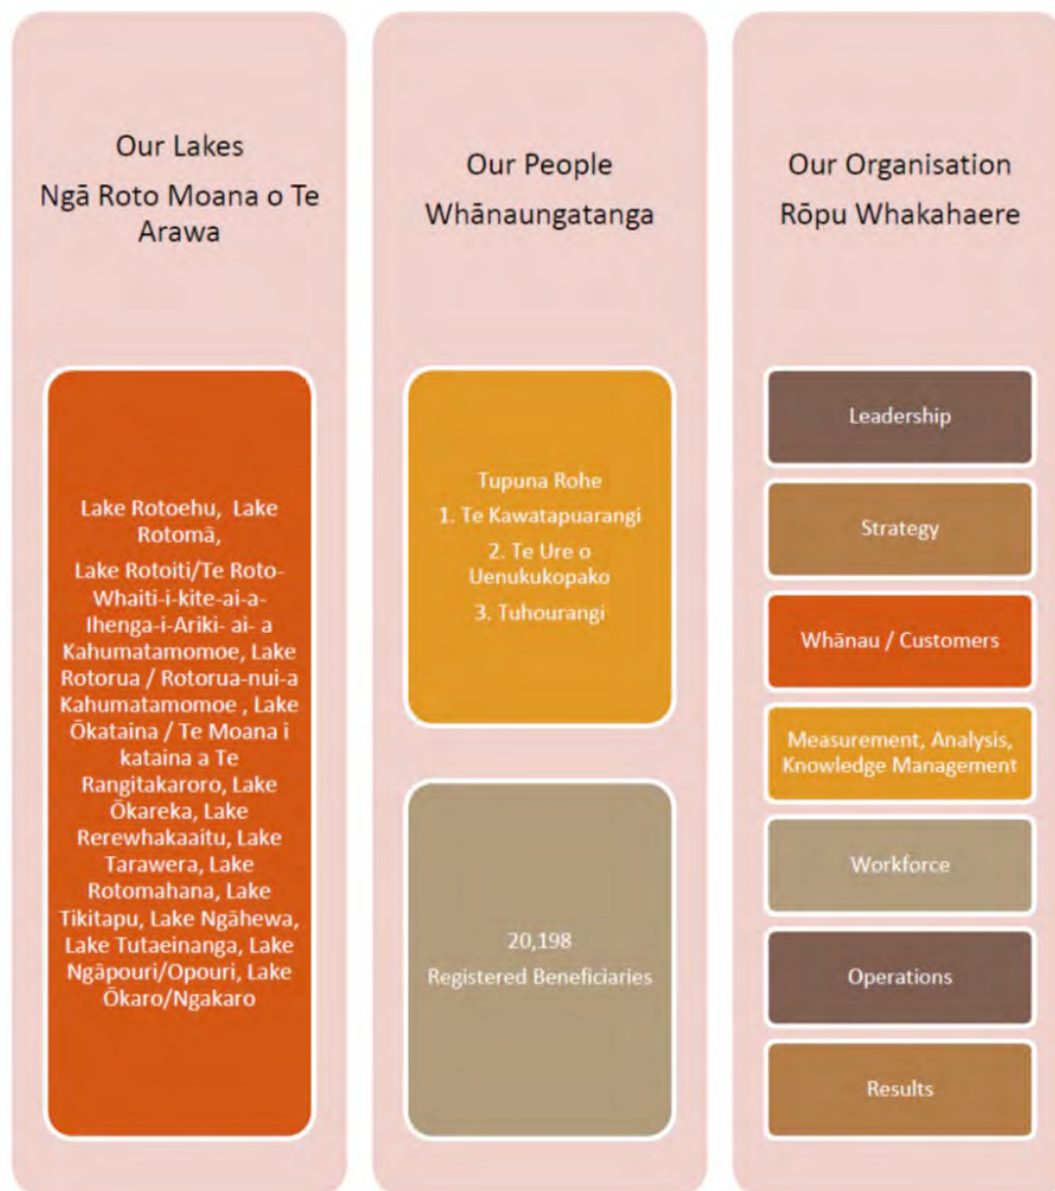 Our Lakes
Ngā Roto Moana o Te
Arawa
Lake Rotoehu, Lake
Rotomā,
Lake Rotoiti/Te Roto-
Whaiti-i-kite-ai-a-
Ihenga-i-Ariki- ai- a
Kahumatamomoe, Lake
Rotorua / Rotorua-nui-a
Kahumatamomoe , Lake
Ōkataina / Te Moana i
kataina a Te
Rangitakaroro, Lake
Ōkareka, Lake
Rerewhakaaitu, Lake
Tarawera, Lake
Rotomahana, Lake
Tikitapu, Lake Ngāhewa,
Lake Tutaeinanga, Lake
Ngāpouri/Opouri, Lake
Ōkaro/Ngakaro
Our People
Whānaungatanga
Tupuna Rohe
1. Te Kawatapuarangi
2. Te Ure o
Uenukukopako
3. Tuhourangi
20,198
Registered Beneficiaries
Our Organisation
Rōpu Whakahaere
Leadership
Strategy
Whānau / Customers
Measurement, Analysis,
Knowledge Management
Workforce
Operations
Results